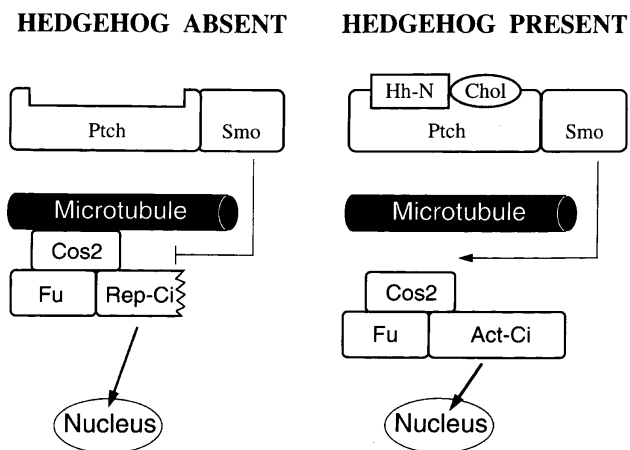 HEDGEHOG ABSENT
Ptch
Smo
Microtubule
Cos2
Fu
Rep-Ci
Nucleus
HEDGEHOG PRESENT
Hh-N
Chol
Ptch
Smo
Microtubule
Cos2
Fu
Act-Ci
Nucleus